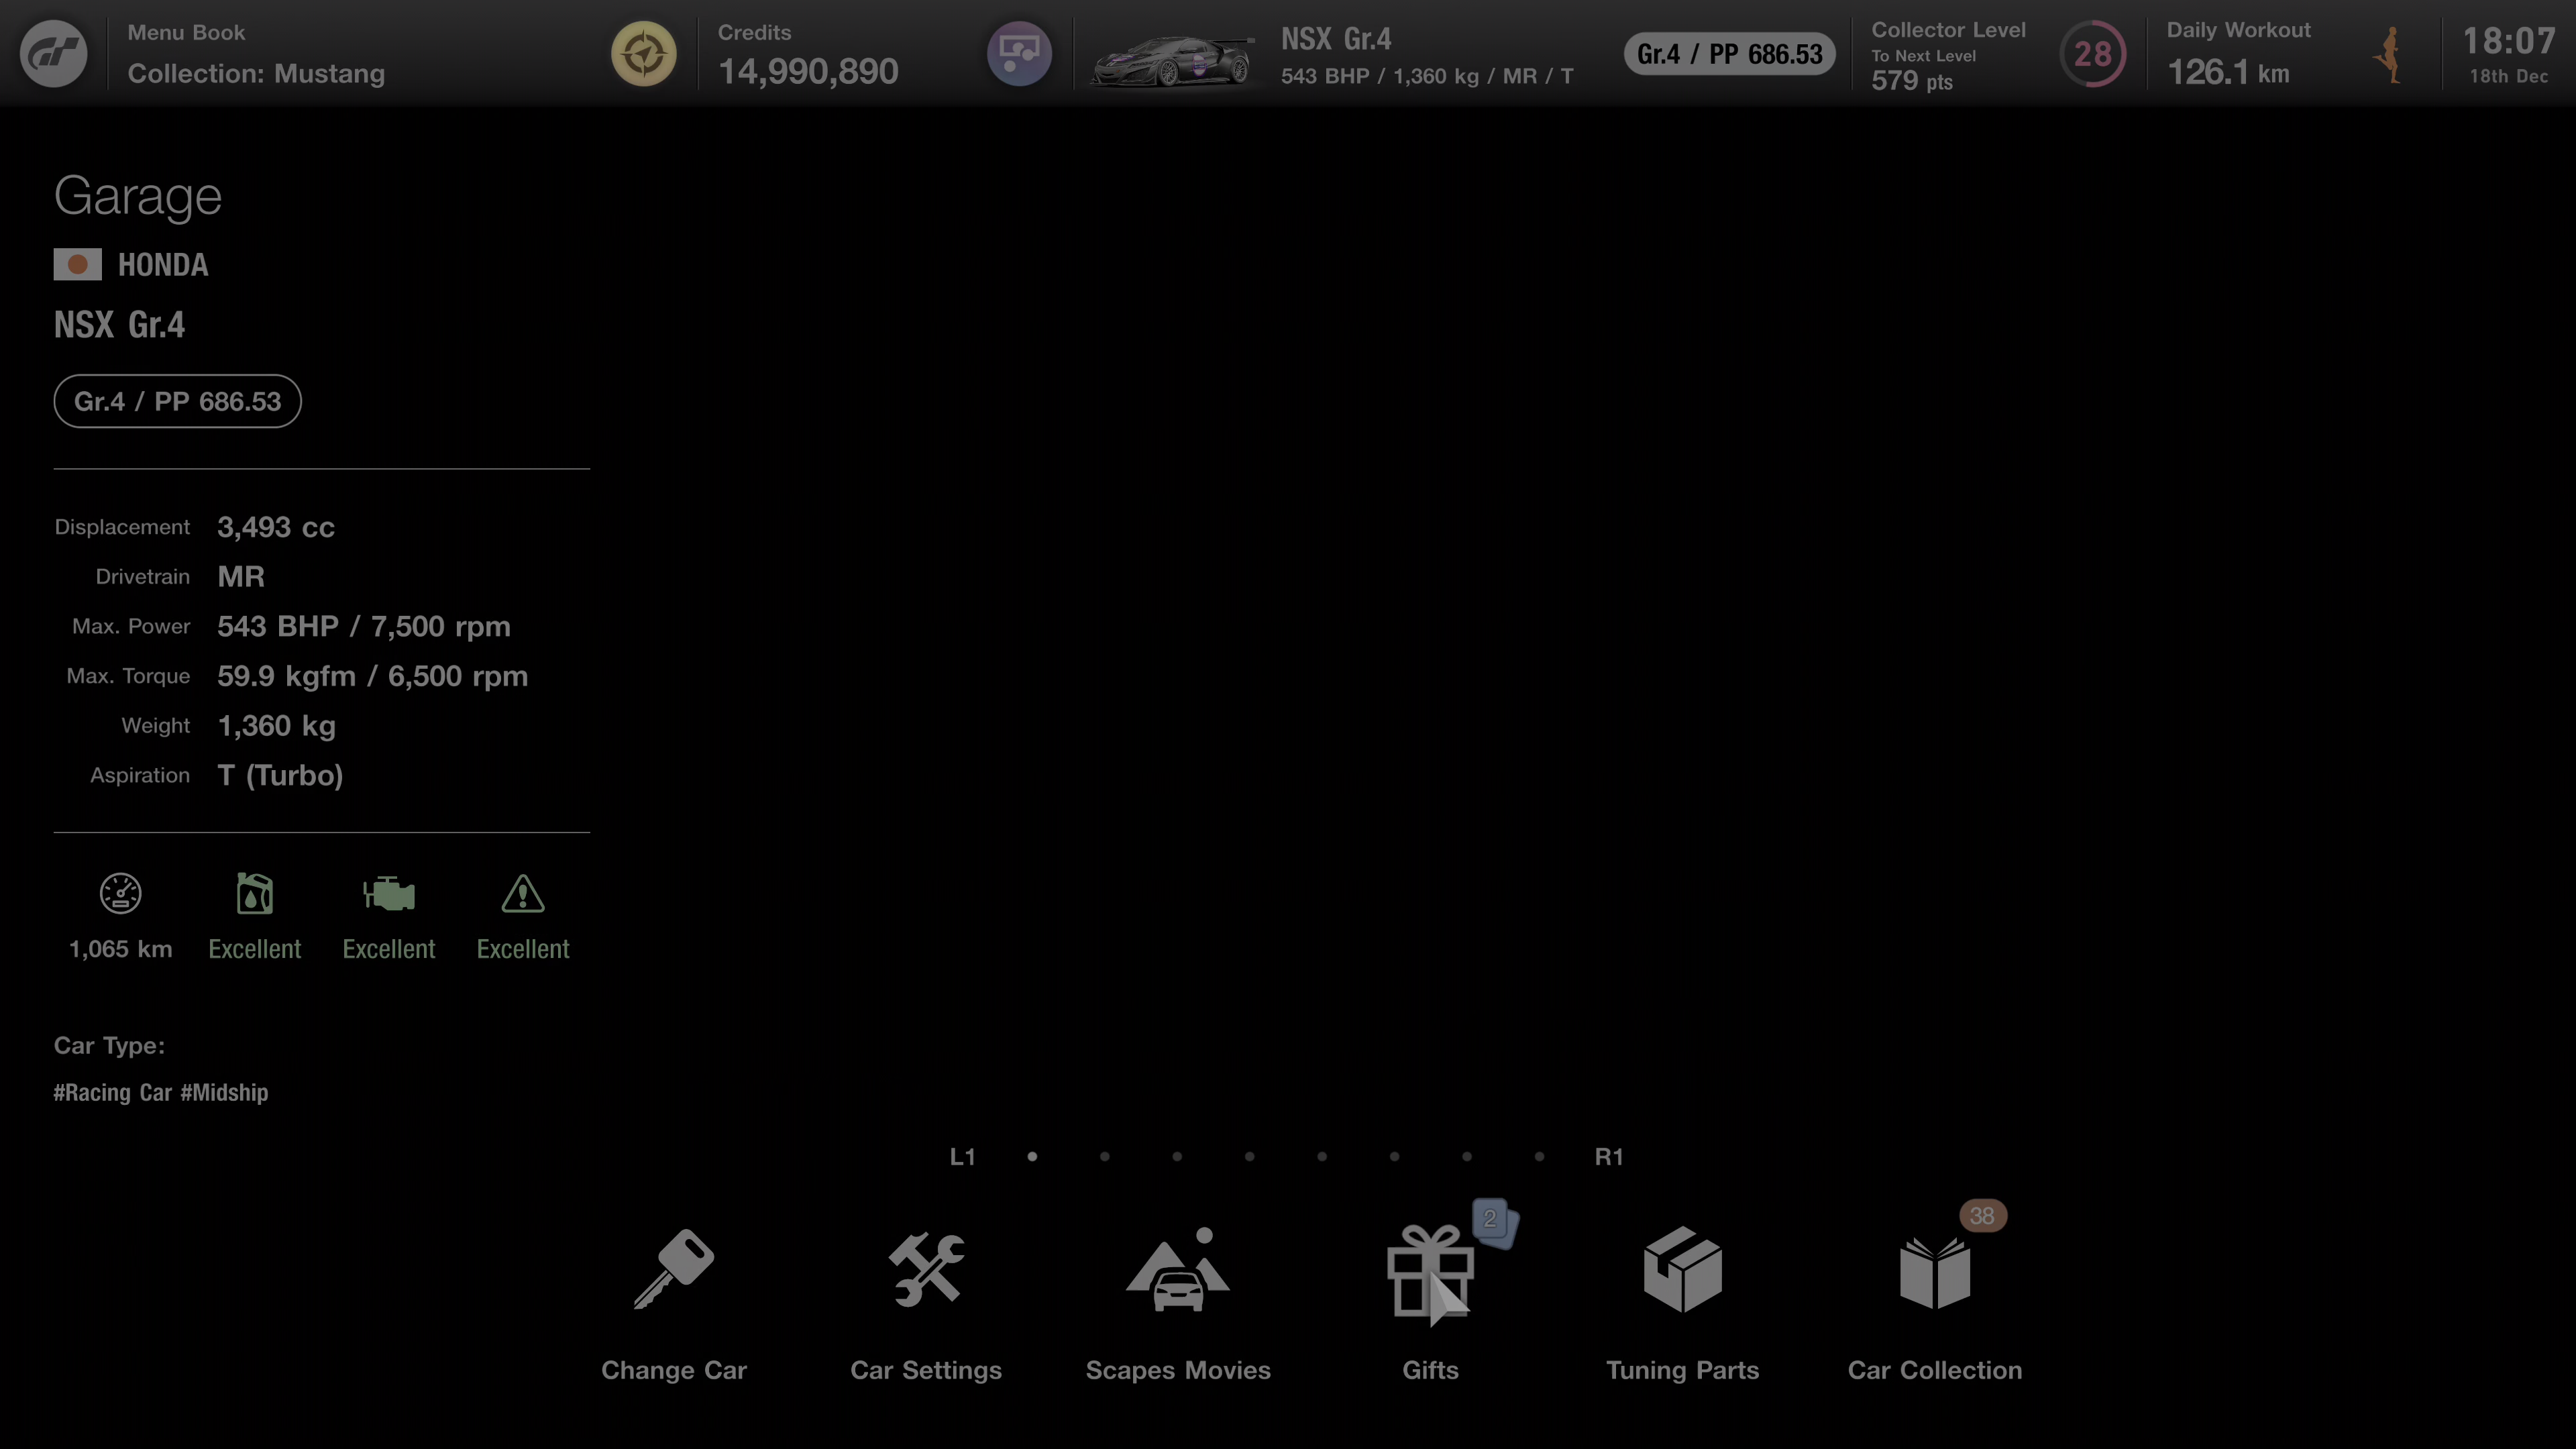 Menu Book
Collection: Mustang
Credits
14,990,890
NSX Gr.4
543 BHP / 1,360 kg / MR / T
Gr.4 / PP 686.53
Collector Level
To Next Level
579 pts
28
Daily Workout
126.1 km
18:07
18th Dec
Garage
HONDA
NSX Gr.4
Gr.4 / PP 686.53
Displacement 3,493 cc
Drivetrain MR
Max. Power 543 BHP / 7,500 rpm
Max. Torque 59.9 kgfm / 6,500 rpm
Weight 1,360 kg
Aspiration T (Turbo)
1,065 km Excellent Excellent Excellent
Car Type:
#Racing Car #Midship
L1 R1
2
38
Change Car Car Settings Scapes Movies Gifts Tuning Parts Car Collection